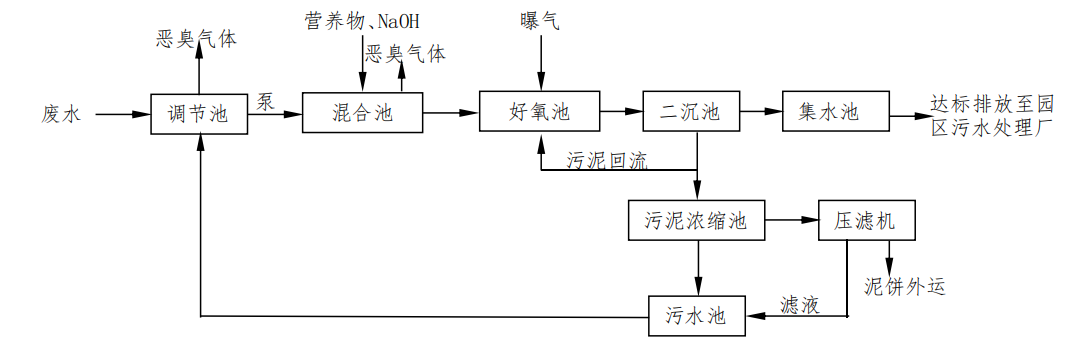 营养物、NaOH
曝气
恶臭气体
恶臭气体
废水
调节池
泵
混合池
好氧池
二沉池
集水池
达标排放至园
区污水处理厂
污泥回流
污泥浓缩池
压滤机
泥饼外运
滤液
污水池